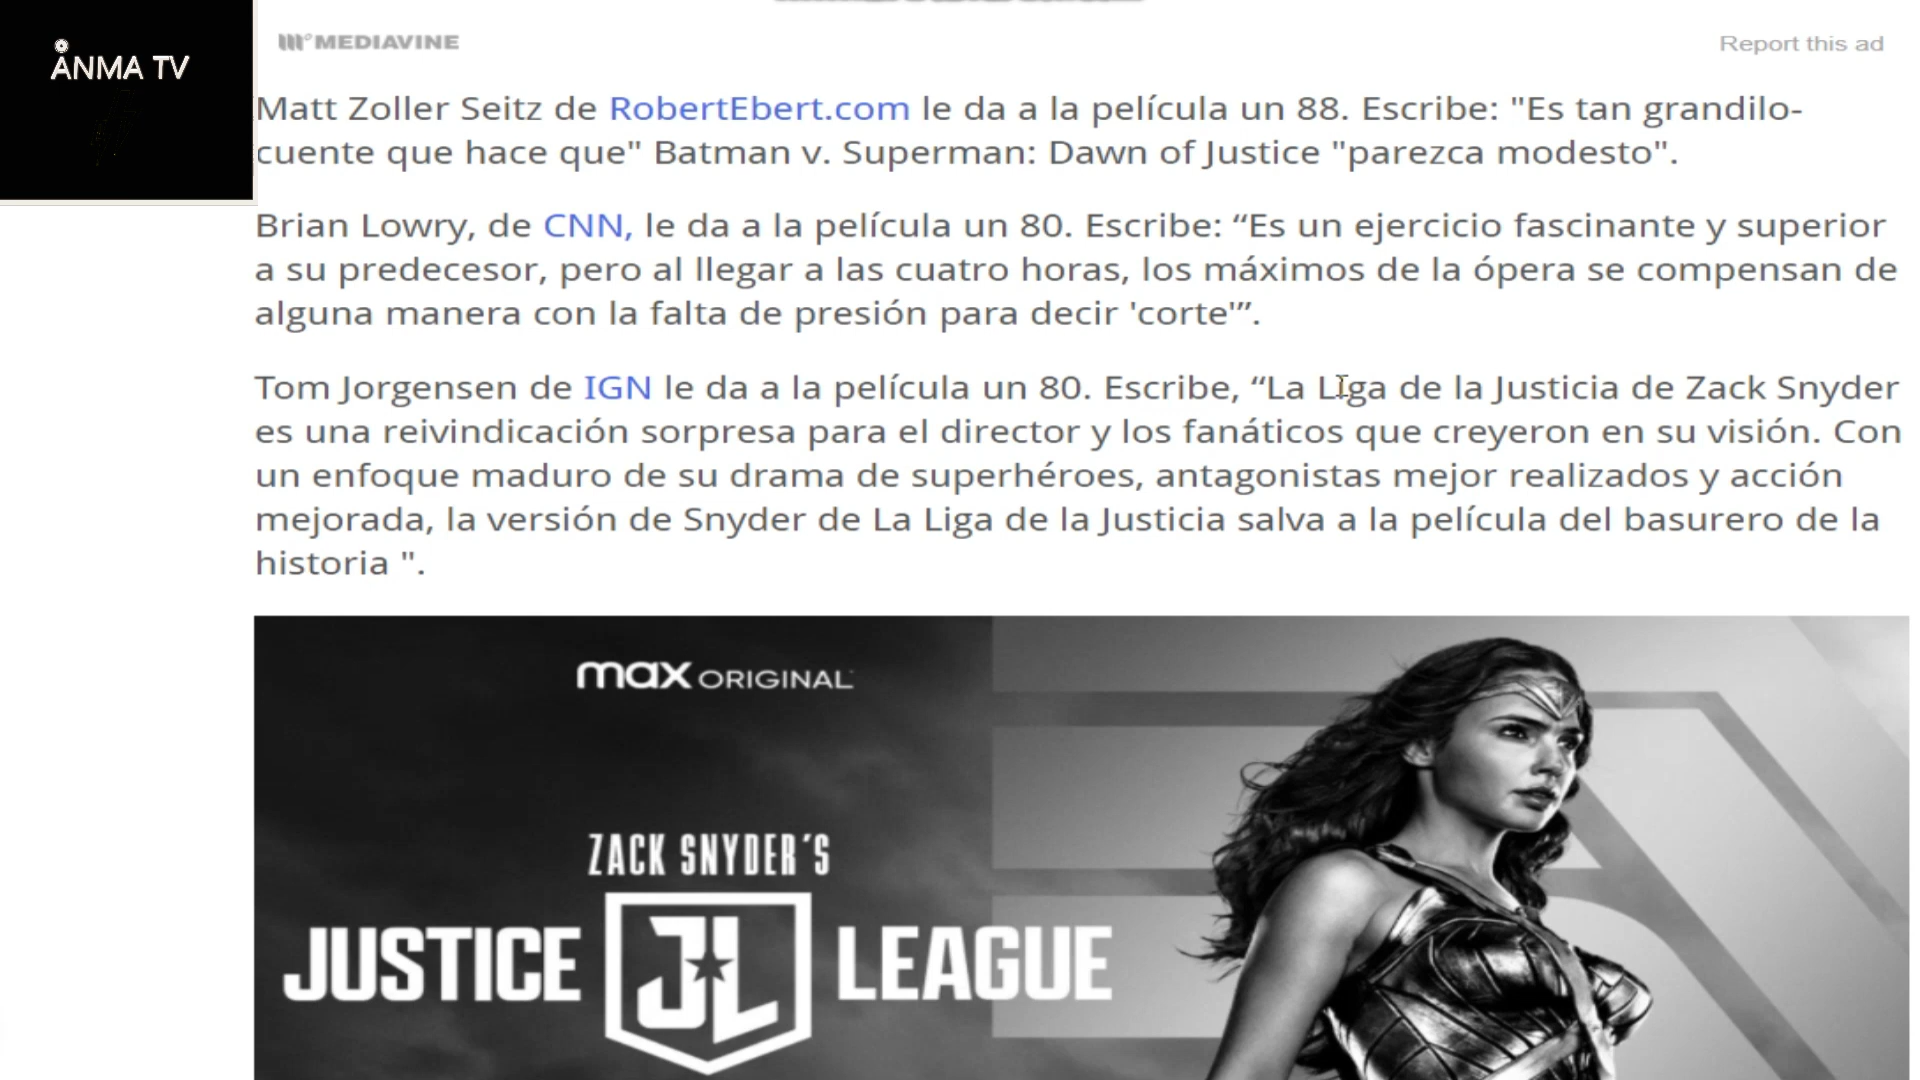 ANMA TV
MEDIAVINE
Report this ad
Matt Zoller Seitz de RobertEbert.com le da a la película un 88. Escribe: "Es tan grandilo-
cuente que hace que" Batman v. Superman: Dawn of Justice "parezca modesto".
Brian Lowry, de CNN, le da a la película un 80. Escribe: “Es un ejercicio fascinante y superior
a su predecesor, pero al llegar a las cuatro horas, los máximos de la ópera se compensan de
alguna manera con la falta de presión para decir 'corte'”.
Tom Jorgensen de IGN le da a la película un 80. Escribe, “La Liga de la Justicia de Zack Snyder
es una reivindicación sorpresa para el director y los fanáticos que creyeron en su visión. Con
un enfoque maduro de su drama de superhéroes, antagonistas mejor realizados y acción
mejorada, la versión de Snyder de La Liga de la Justicia salva a la película del basurero de la
historia ".
max ORIGINAL
ZACK SNYDER'S
JUSTICE JL LEAGUE